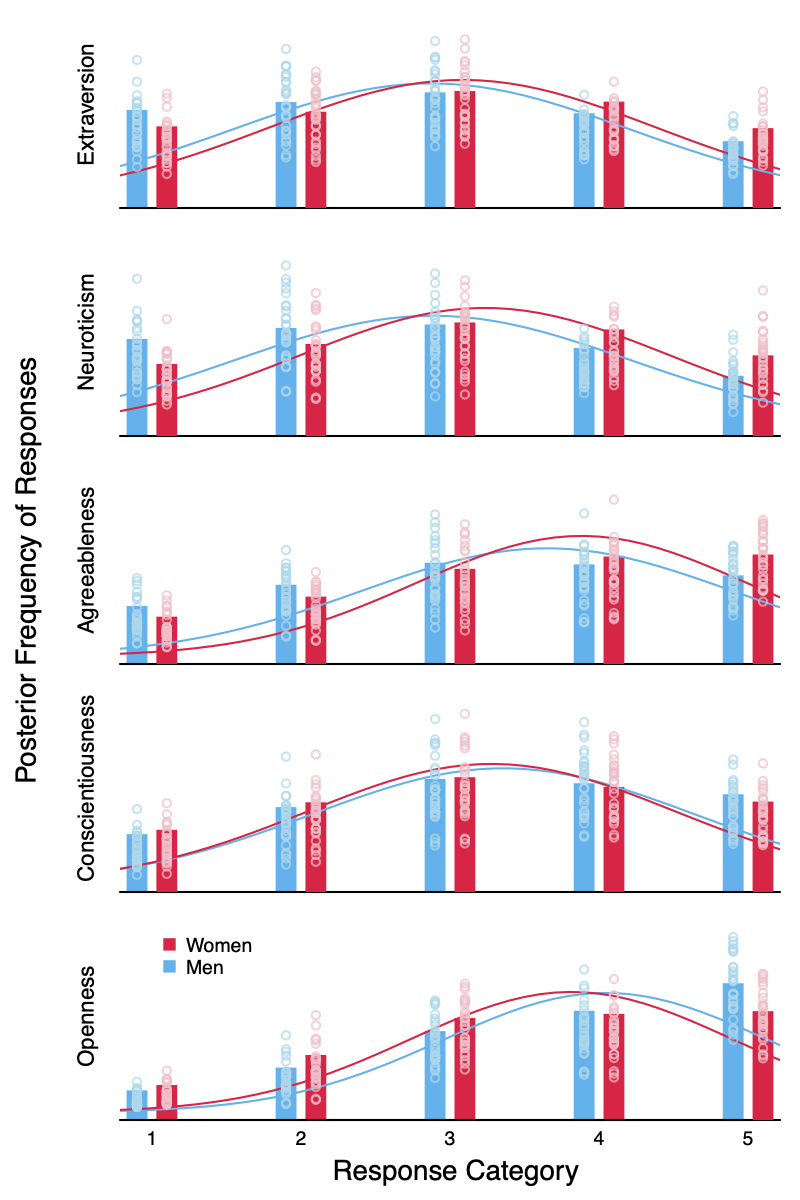 Posterior Frequency of Responses
Extraversion
Neuroticism
Agreeableness
Conscientiousness
Openness
Women
Men
1 2 3 4 5
Response Category